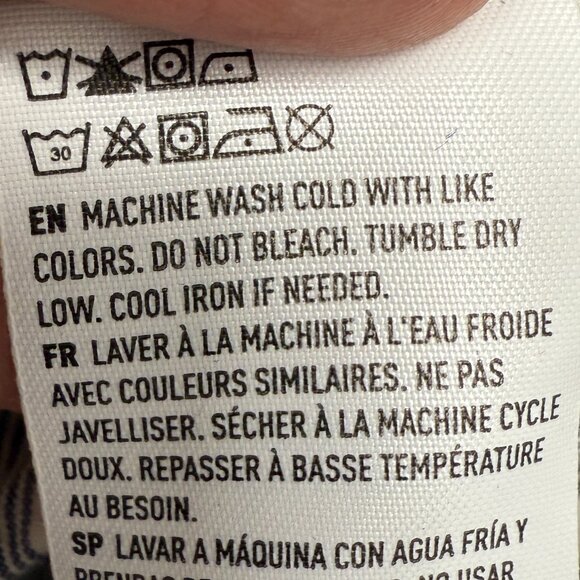 30
EN MACHINE WASH COLD WITH LIKE
COLORS. DO NOT BLEACH. TUMBLE DRY
LOW. COOL IRON IF NEEDED.
FR LAVER À LA MACHINE À L'EAU FROIDE
AVEC COULEURS SIMILAIRES. NE PAS
JAVELLISER. SÉCHER À LA MACHINE CYCLE
DOUX. REPASSER À BASSE TEMPÉRATURE
AU BESOIN.
SP LAVAR A MÁQUINA CON AGUA FRÍA Y
NO USAR